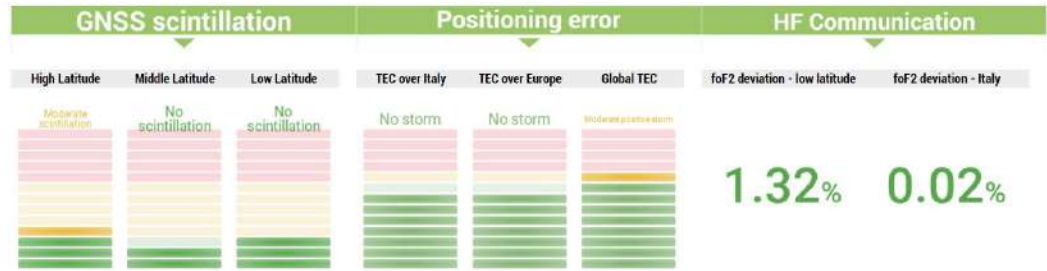 GNSS scintillation
Positioning error
HF Communication
High Latitude
Middle Latitude
Low Latitude
TEC over Italy
TEC over Europe
Global TEC
foF2 deviation - low latitude
foF2 deviation - Italy
Moderate
scintillation
No
scintillation
No
scintillation
No storm
No storm
Moderate positive storm
1.32%
0.02%